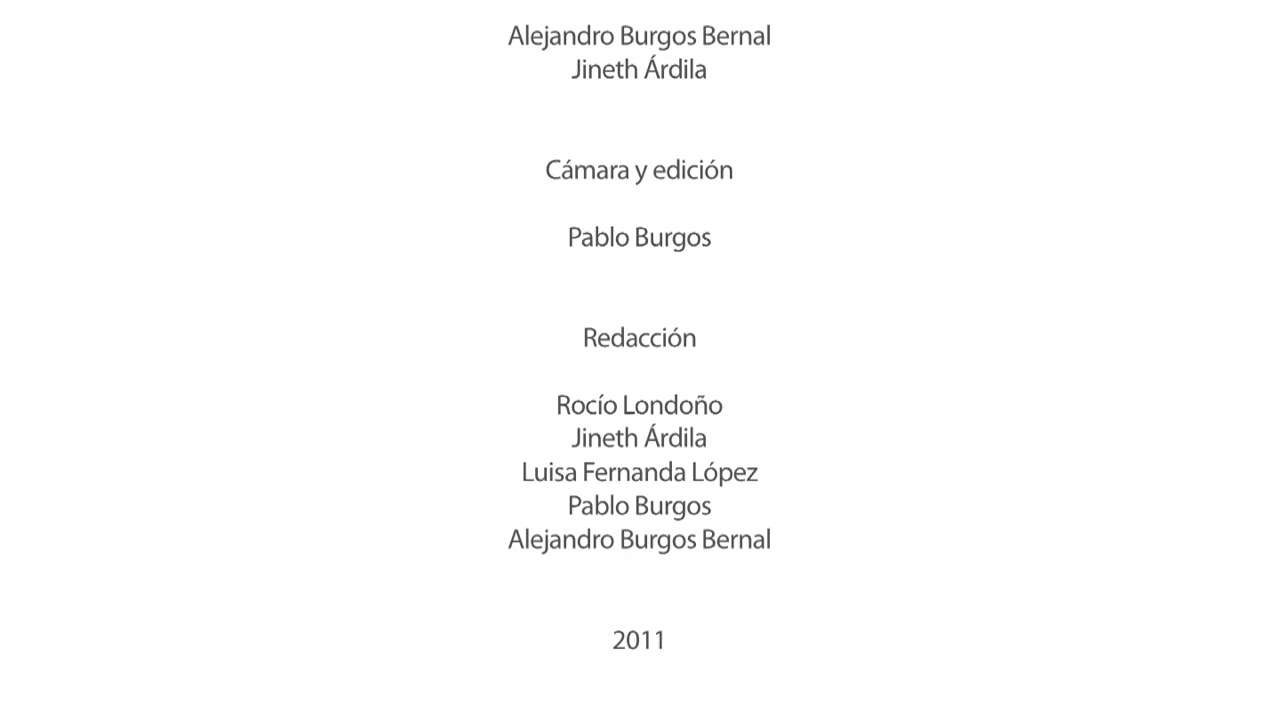 Alejandro Burgos Bernal
Jineth Árdila
Cámara y edición
Pablo Burgos
Redacción
Rocío Londoño
Jineth Árdila
Luisa Fernanda López
Pablo Burgos
Alejandro Burgos Bernal
2011